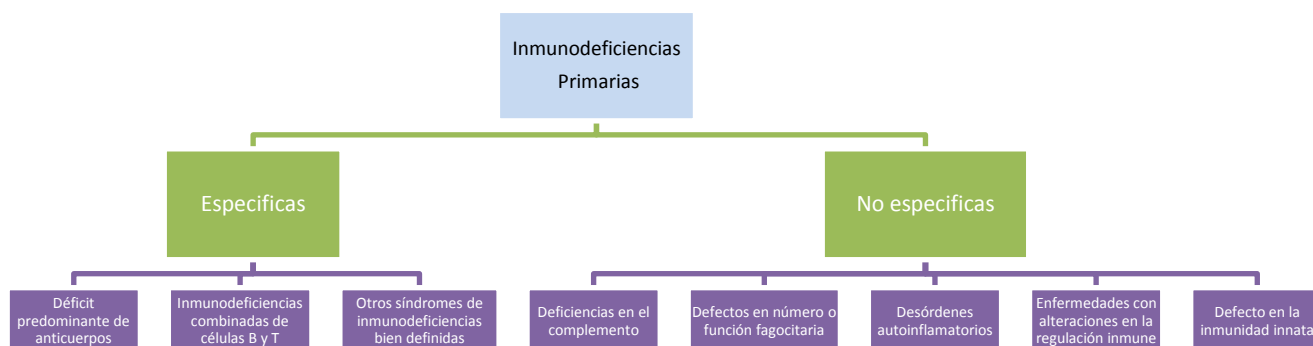 Inmunodeficiencias
Primarias
Especificas
No especificas
Déficit
predominante de
anticuerpos
Inmunodeficiencias
combinadas de
células B y T
Otros síndromes de
inmunodeficiencias
bien definidas
Deficiencias en el
complemento
Defectos en número o
función fagocitaria
Desórdenes
autoinflamatorios
Enfermedades con
alteraciones en la
regulación inmune
Defecto en la
inmunidad innata